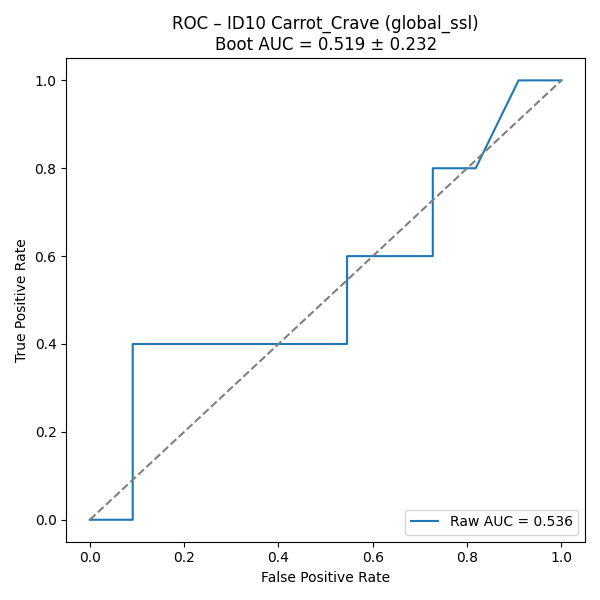 ROC – ID10 Carrot_Crave (global_ssl)
Boot AUC = 0.519 ± 0.232
True Positive Rate
1.0
0.8
0.6
0.4
0.2
0.0
Raw AUC = 0.536
0.0 0.2 0.4 0.6 0.8 1.0
False Positive Rate